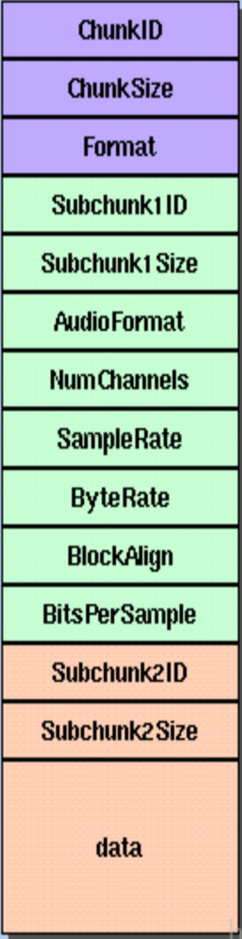 ChunkID
ChunkSize
Format
Subchunk1ID
Subchunk1Size
AudioFormat
NumChannels
SampleRate
ByteRate
BlockAlign
BitsPerSample
Subchunk2ID
Subchunk2Size
data